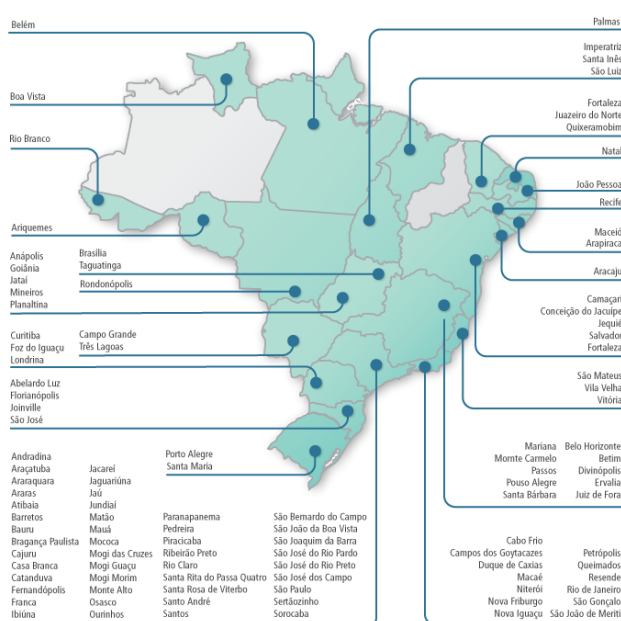 Belém
Palmas
Imperatriz
Santa Inês
São Luiz
Boa Vista
Fortaleza
Juazeiro do Norte
Quixeramobim
Rio Branco
Natal
João Pessoa
Recife
Ariquemes
Maceió
Arapiraca
Aracaju
Anápolis
Goiânia
Jataí
Mineiros
Planaltina
Brasília
Taguatinga
Rondonópolis
Camaçari
Conceição do Jacuípe
Jequié
Salvador
Fortaleza
Curitiba
Foz do Iguaçu
Londrina
Campo Grande
Três Lagoas
São Mateus
Vila Velha
Vitória
Abelardo Luz
Florianópolis
Joinville
São José
Porto Alegre
Santa Maria
Mariana Belo Horizonte
Mornte Carmelo Betim
Passos Divinópolis
Pouso Alegre Ervalia
Santa Bárbara Juiz de Fora
Andradina
Araçatuba
Araraquara
Araras
Atibaia
Barretos
Bauru
Bragança Paulista
Cajuru
Casa Branca
Catanduva
Fernandópolis
Franca
Ibiúna
Jacareí
Jaguariúna
Jaú
Jundiaí
Matão
Mauá
Mococa
Mogi das Cruzes
Mogi Guaçu
Mogi Morim
Monte Alto
Osasco
Ourinhos
Paranapanema
Pedreira
Piracicaba
Ribeirão Preto
Rio Claro
Santa Rita do Passa Quatro
Santa Rosa de Viterbo
Santo André
Santos
São Bernardo do Campo
São João da Boa Vista
São Joaquim da Barra
São José do Rio Pardo
São José do Rio Preto
São José dos Campos
São Paulo
Sertãozinho
Sorocaba
Cabo Frio
Campos dos Goytacazes
Duque de Caxias
Macaé
Niterói
Nova Friburgo
Nova Iguaçu
Petrópolis
Queimados
Resende
Rio de Janeiro
São Gonçalo
São João de Meriti